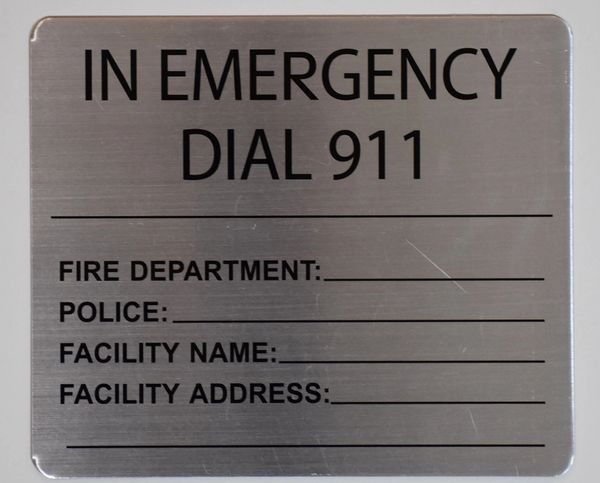 IN EMERGENCY
DIAL 911
FIRE DEPARTMENT:
POLICE:
FACILITY NAME:
FACILITY ADDRESS: